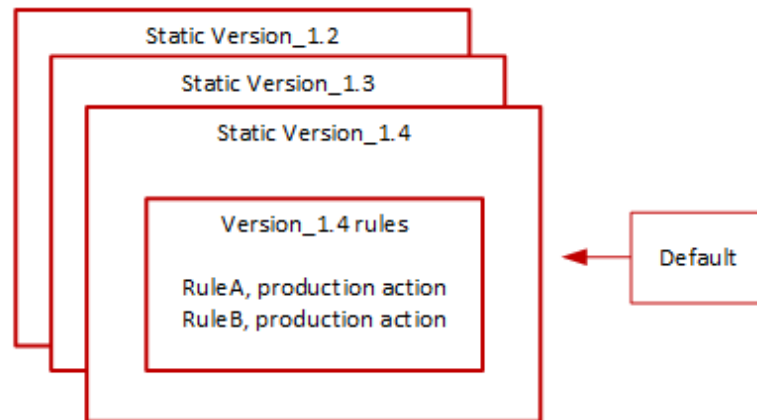 Static Version_1.2
Static Version_1.3
Static Version_1.4
Version_1.4 rules
RuleA, production action
RuleB, production action
Default